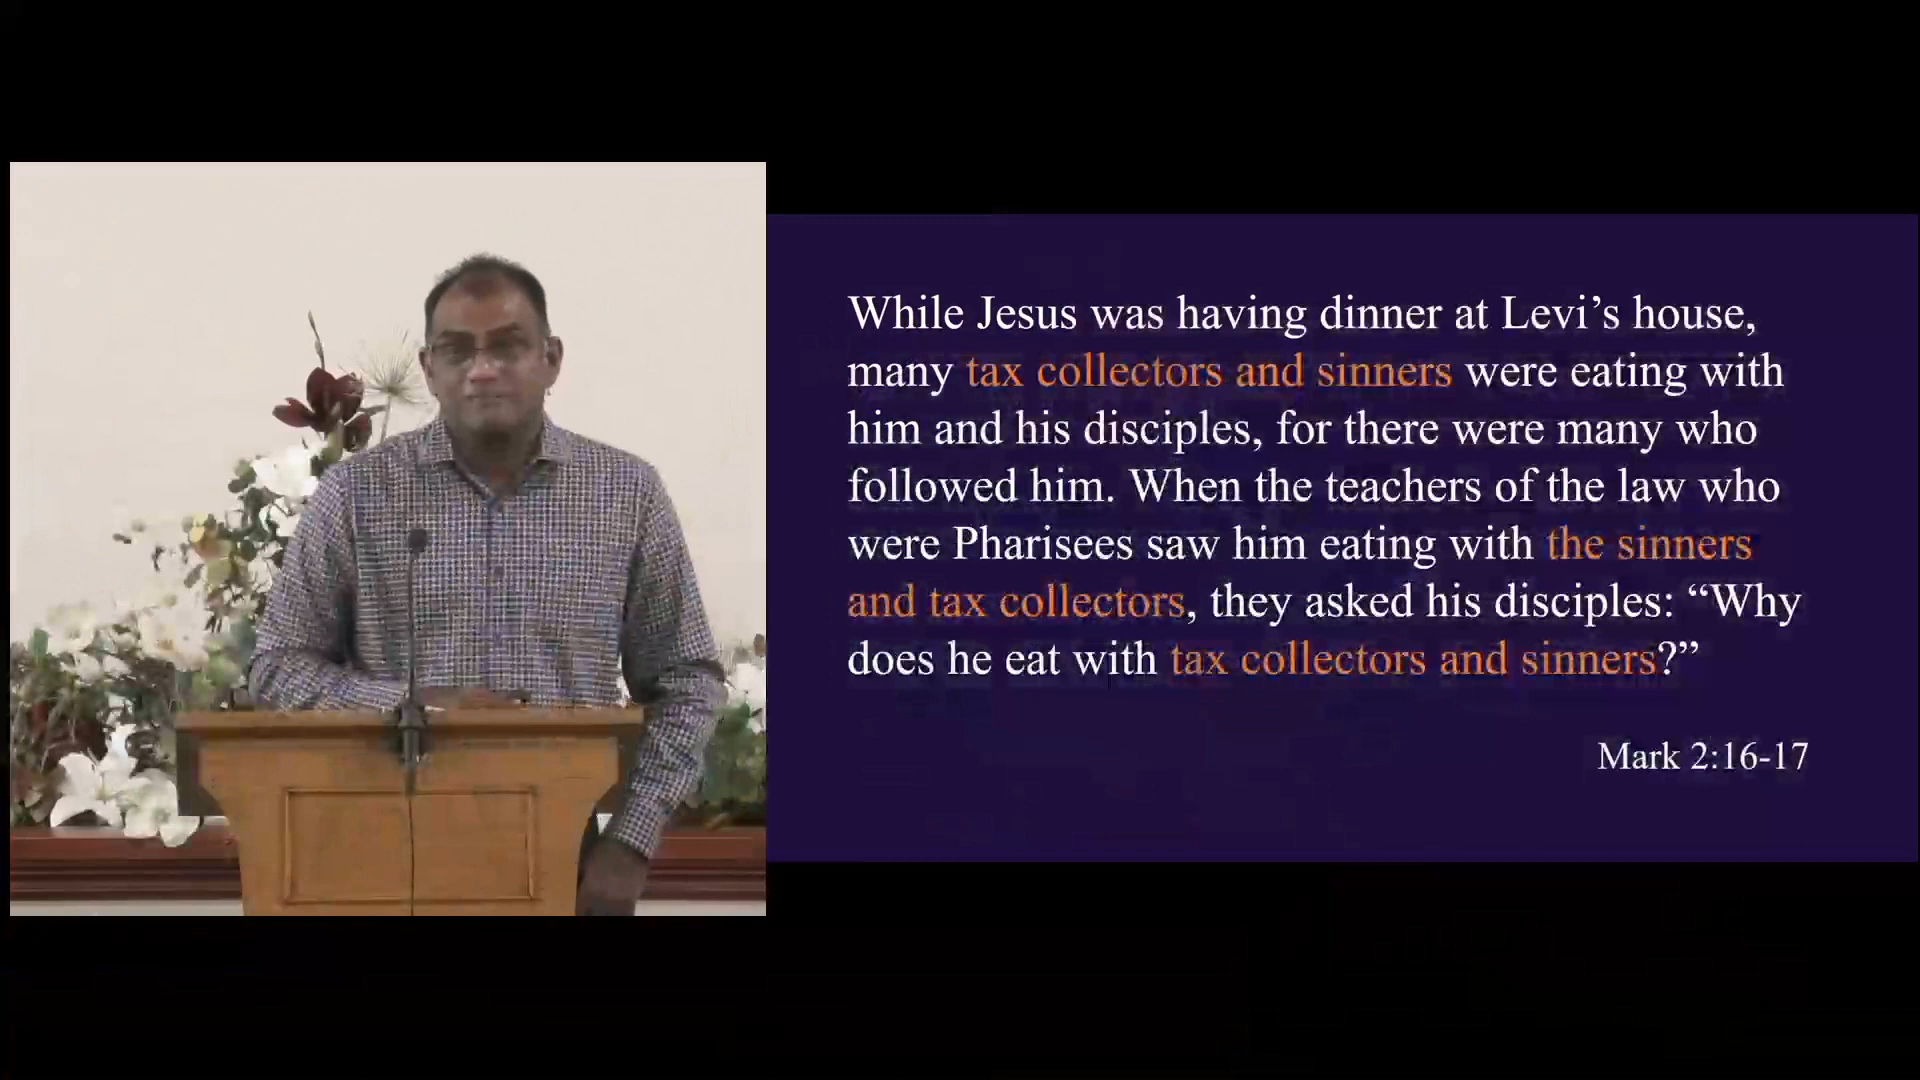 While Jesus was having dinner at Levi’s house,
many tax collectors and sinners were eating with
him and his disciples, for there were many who
followed him. When the teachers of the law who
were Pharisees saw him eating with the sinners
and tax collectors, they asked his disciples: “Why
does he eat with tax collectors and sinners?”
Mark 2:16-17